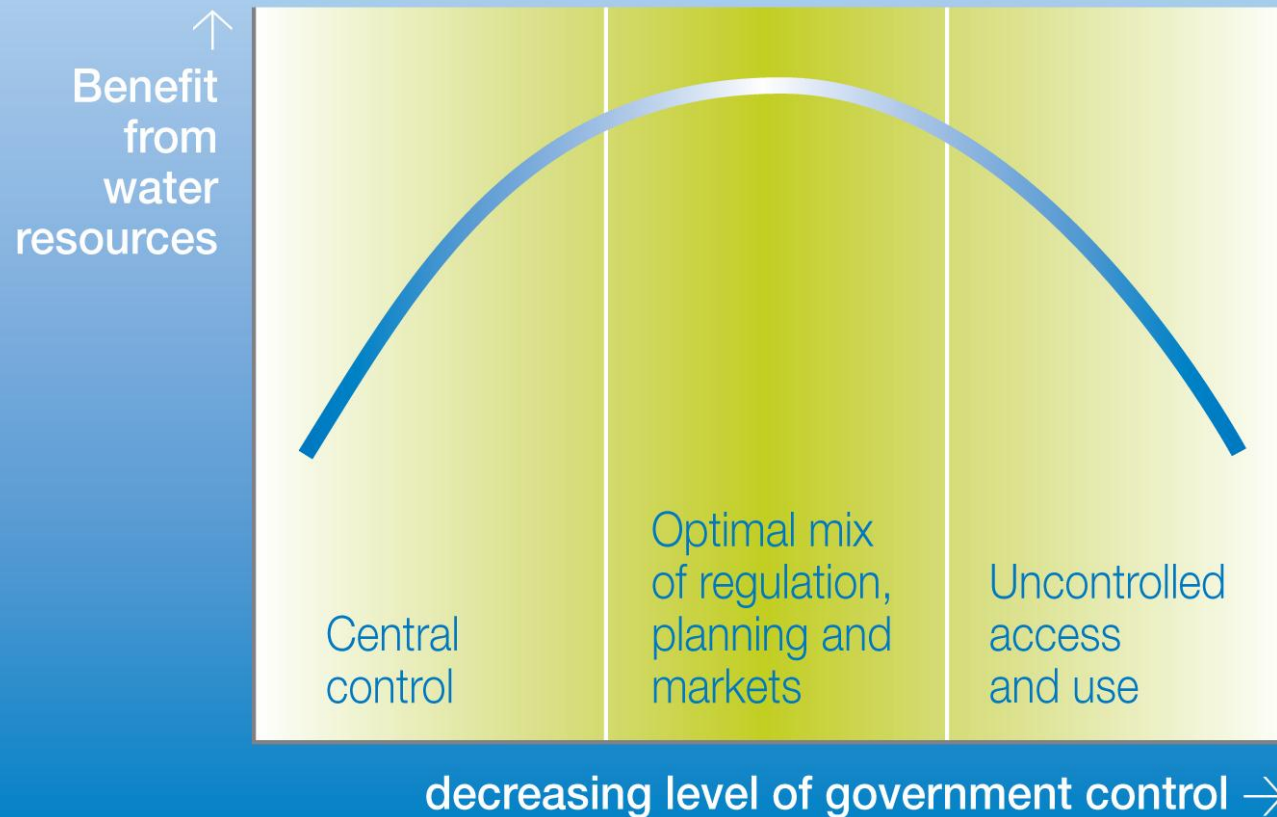 ↑
Benefit
from
water
resources
Central
control
Optimal mix
of regulation,
planning and
markets
Uncontrolled
access
and use
decreasing level of government control →